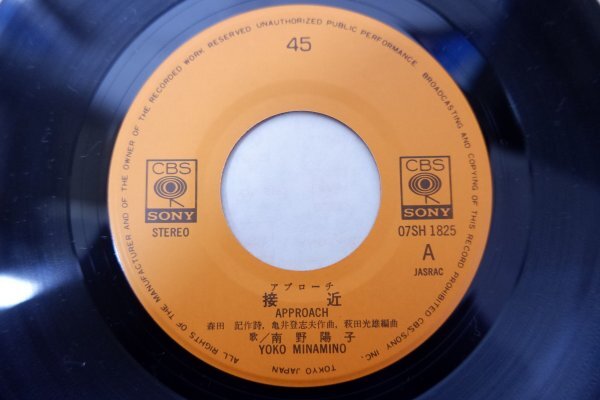 ALL RIGHTS OF THE MANUFACTURER AND OF THE OWNER OF THE RECORDED WORK RESERVED UNAUTHORIZED PUBLIC PERFORMANCE BROADCASTING AND COPYING OF THIS RECORD PROHIBITED CBS/SONY INC. TOKYO JAPAN
45
CBS
SONY
STEREO
CBS
SONY
07SH 1825
A
JASRAC
アプローチ
接近
APPROACH
森田 記作詩, 亀井登志夫作曲, 萩田光雄編曲
歌/南野陽子
YOKO MINAMINO